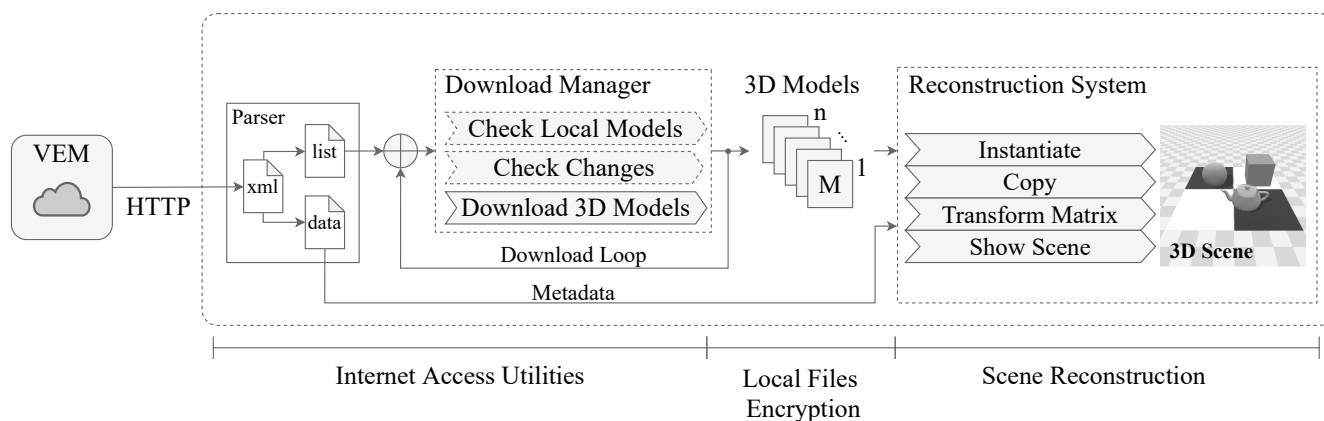 VEM
HTTP
Parser
xml
list
data
Download Manager
Check Local Models
Check Changes
Download 3D Models
Download Loop
Metadata
3D Models
n
1
M
Reconstruction System
Instantiate
Copy
Transform Matrix
Show Scene
3D Scene
Internet Access Utilities
Local Files
Encryption
Scene Reconstruction